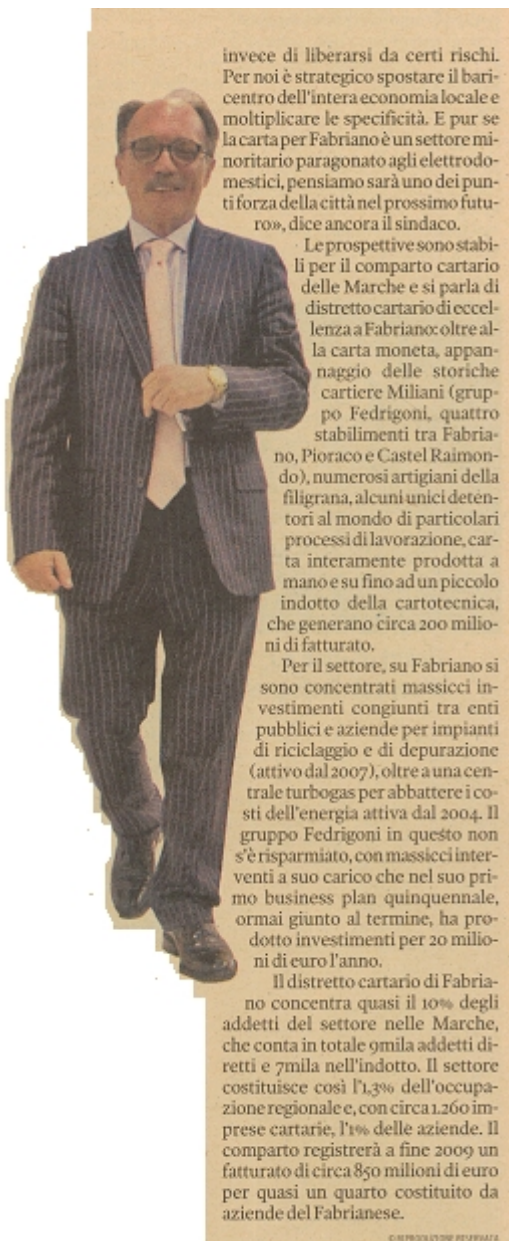 invece di liberarsi da certi rischi.
Per noi è strategico spostare il bari-
centro dell'intera economia locale e
moltiplicare le specificità. E pur se
la carta per Fabriano è un settore mi-
noritario paragonato agli elettrodo-
mestici, pensiamo sarà uno dei pun-
ti forza della città nel prossimo futu-
ro», dice ancora il sindaco.
Le prospettive sono stabi-
li per il comparto cartario
delle Marche e si parla di
distretto cartario di eccel-
lenza a Fabriano: oltre al-
la carta moneta, appan-
naggio delle storiche
cartiere Miliani (grup-
po Fedrigoni, quattro
stabilimenti tra Fabria-
no, Pioraco e Castel Raimon-
do), numerosi artigiani della
filigrana, alcuni unici deten-
tori al mondo di particolari
processi di lavorazione, car-
ta interamente prodotta a
mano e su fino ad un piccolo
indotto della cartotecnica,
che generano circa 200 milio-
ni di fatturato.
Per il settore, su Fabriano si
sono concentrati massicci in-
vestimenti congiunti tra enti
pubblici e aziende per impianti
di riciclaggio e di depurazione
(attivo dal 2007), oltre a una cen-
trale turbogas per abbattere i co-
sti dell'energia attiva dal 2004. Il
gruppo Fedrigoni in questo non
s'è risparmiato, con massicci inter-
venti a suo carico che nel suo pri-
mo business plan quinquennale,
ormai giunto al termine, ha pro-
dotto investimenti per 20 milio-
ni di euro l'anno.
Il distretto cartario di Fabria-
no concentra quasi il 10% degli
addetti del settore nelle Marche,
che conta in totale 9mila addetti di-
retti e 7mila nell'indotto. Il settore
costituisce così l'1,3% dell'occupa-
zione regionale e, con circa 1.260 im-
prese cartarie, l'1% delle aziende. Il
comparto registrerà a fine 2009 un
fatturato di circa 850 milioni di euro
per quasi un quarto costituito da
aziende del Fabrianese.
© RIPRODUZIONE RISERVATA